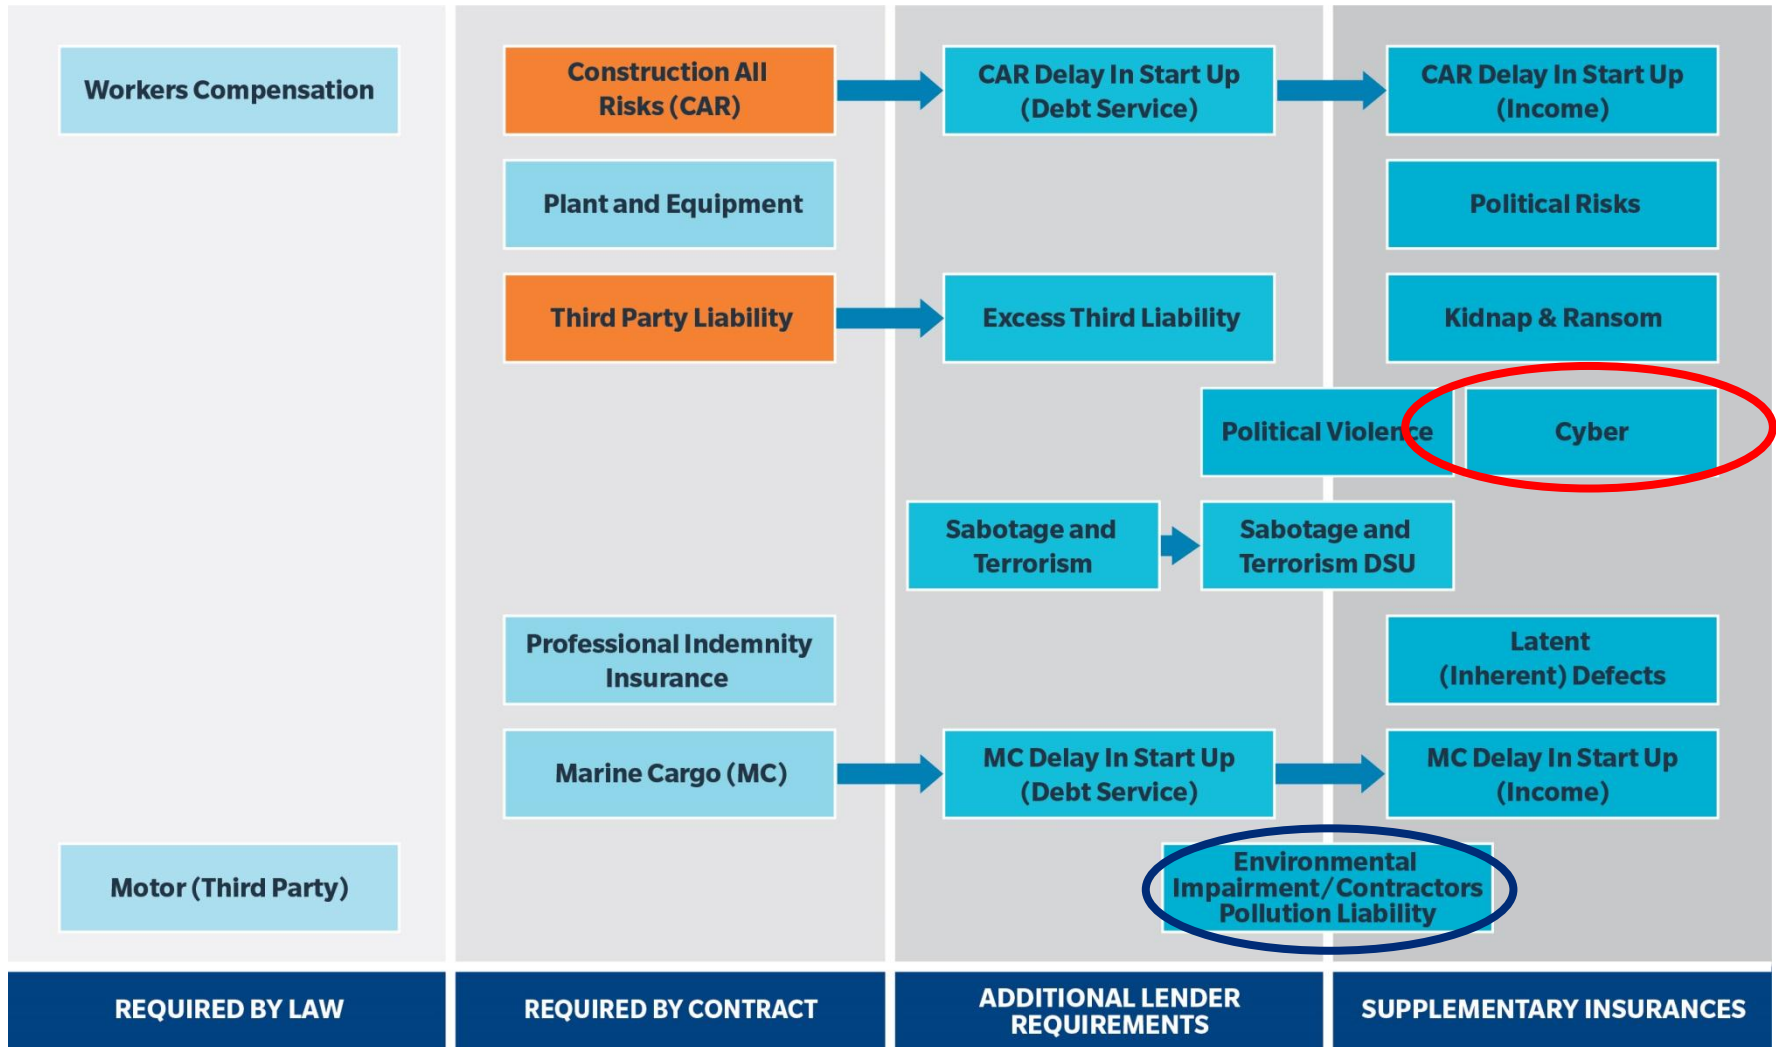 Workers Compensation
Construction All
Risks (CAR)
CAR Delay In Start Up
(Debt Service)
CAR Delay In Start Up
(Income)
Plant and Equipment
Political Risks
Third Party Liability
Excess Third Liability
Kidnap & Ransom
Political Violence
Cyber
Sabotage and
Terrorism
Sabotage and
Terrorism DSU
Professional Indemnity
Insurance
Latent
(Inherent) Defects
Marine Cargo (MC)
MC Delay In Start Up
(Debt Service)
MC Delay In Start Up
(Income)
Motor (Third Party)
Environmental
Impairment/Contractors
Pollution Liability
REQUIRED BY LAW
REQUIRED BY CONTRACT
ADDITIONAL LENDER
REQUIREMENTS
SUPPLEMENTARY INSURANCES